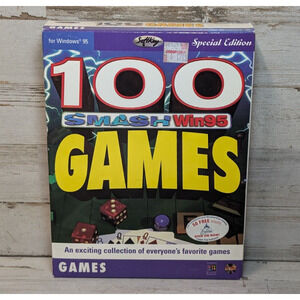 for Windows® 95
Special Edition
100
SMASH Win95
GAMES
An exciting collection of everyone's favorite games
GAMES